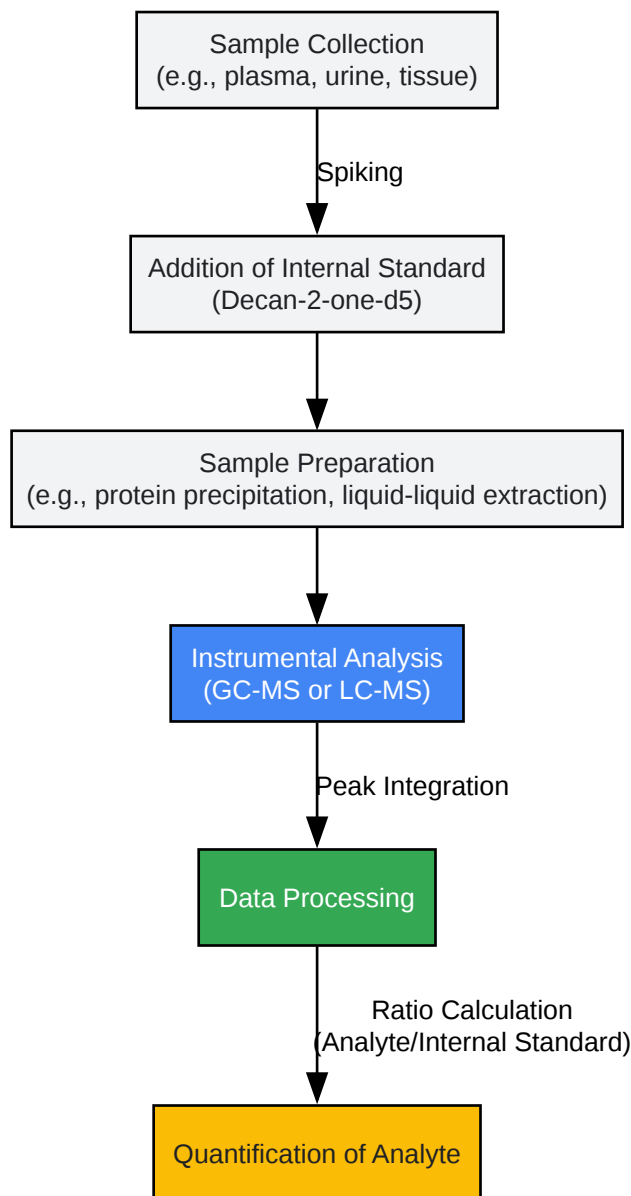 Sample Collection
(e.g., plasma, urine, tissue)
Spiking
Addition of Internal Standard
(Decan-2-one-d5)
Sample Preparation
(e.g., protein precipitation, liquid-liquid extraction)
Instrumental Analysis
(GC-MS or LC-MS)
Peak Integration
Data Processing
Ratio Calculation
(Analyte/Internal Standard)
Quantification of Analyte